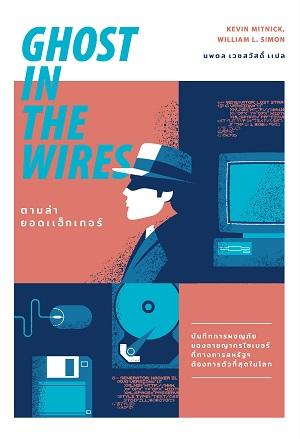 KEVIN MITNICK,
WILLIAM L. SIMON
นพดล เวชสวัสดิ์ แปล
GHOST
IN
THE
WIRES
ตามล่า
ยอดแฮ็กเกอร์
บันทึกการผจญภัย
ของอาชญากรไซเบอร์
ที่ทางการสหรัฐฯ
ต้องการตัวที่สุดในโลก